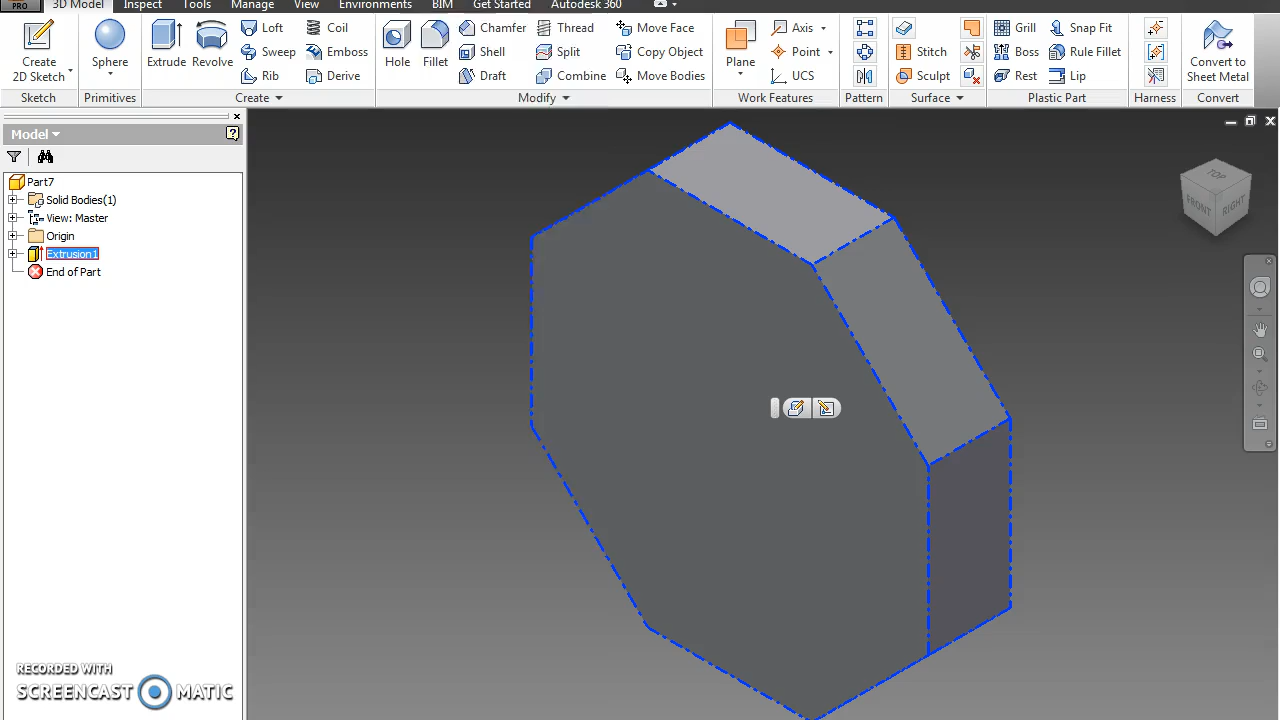 PRO 3D Model Inspect Tools Manage View Environments BIM Get Started Autodesk 360
Create
2D Sketch
Sphere
Extrude
Revolve
Loft
Sweep
Rib
Coil
Emboss
Derive
Hole
Fillet
Chamfer
Shell
Draft
Thread
Split
Combine
Move Face
Copy Object
Move Bodies
Plane
Axis
Point
UCS
Stitch
Sculpt
Grill
Boss
Rest
Snap Fit
Rule Fillet
Lip
Convert to
Sheet Metal
Sketch Primitives Create Modify Work Features Pattern Surface Plastic Part Harness Convert
Model
Part7
Solid Bodies(1)
View: Master
Origin
Extrusion1
End of Part
TOP
FRONT
RIGHT
RECORDED WITH
SCREENCAST MATIC